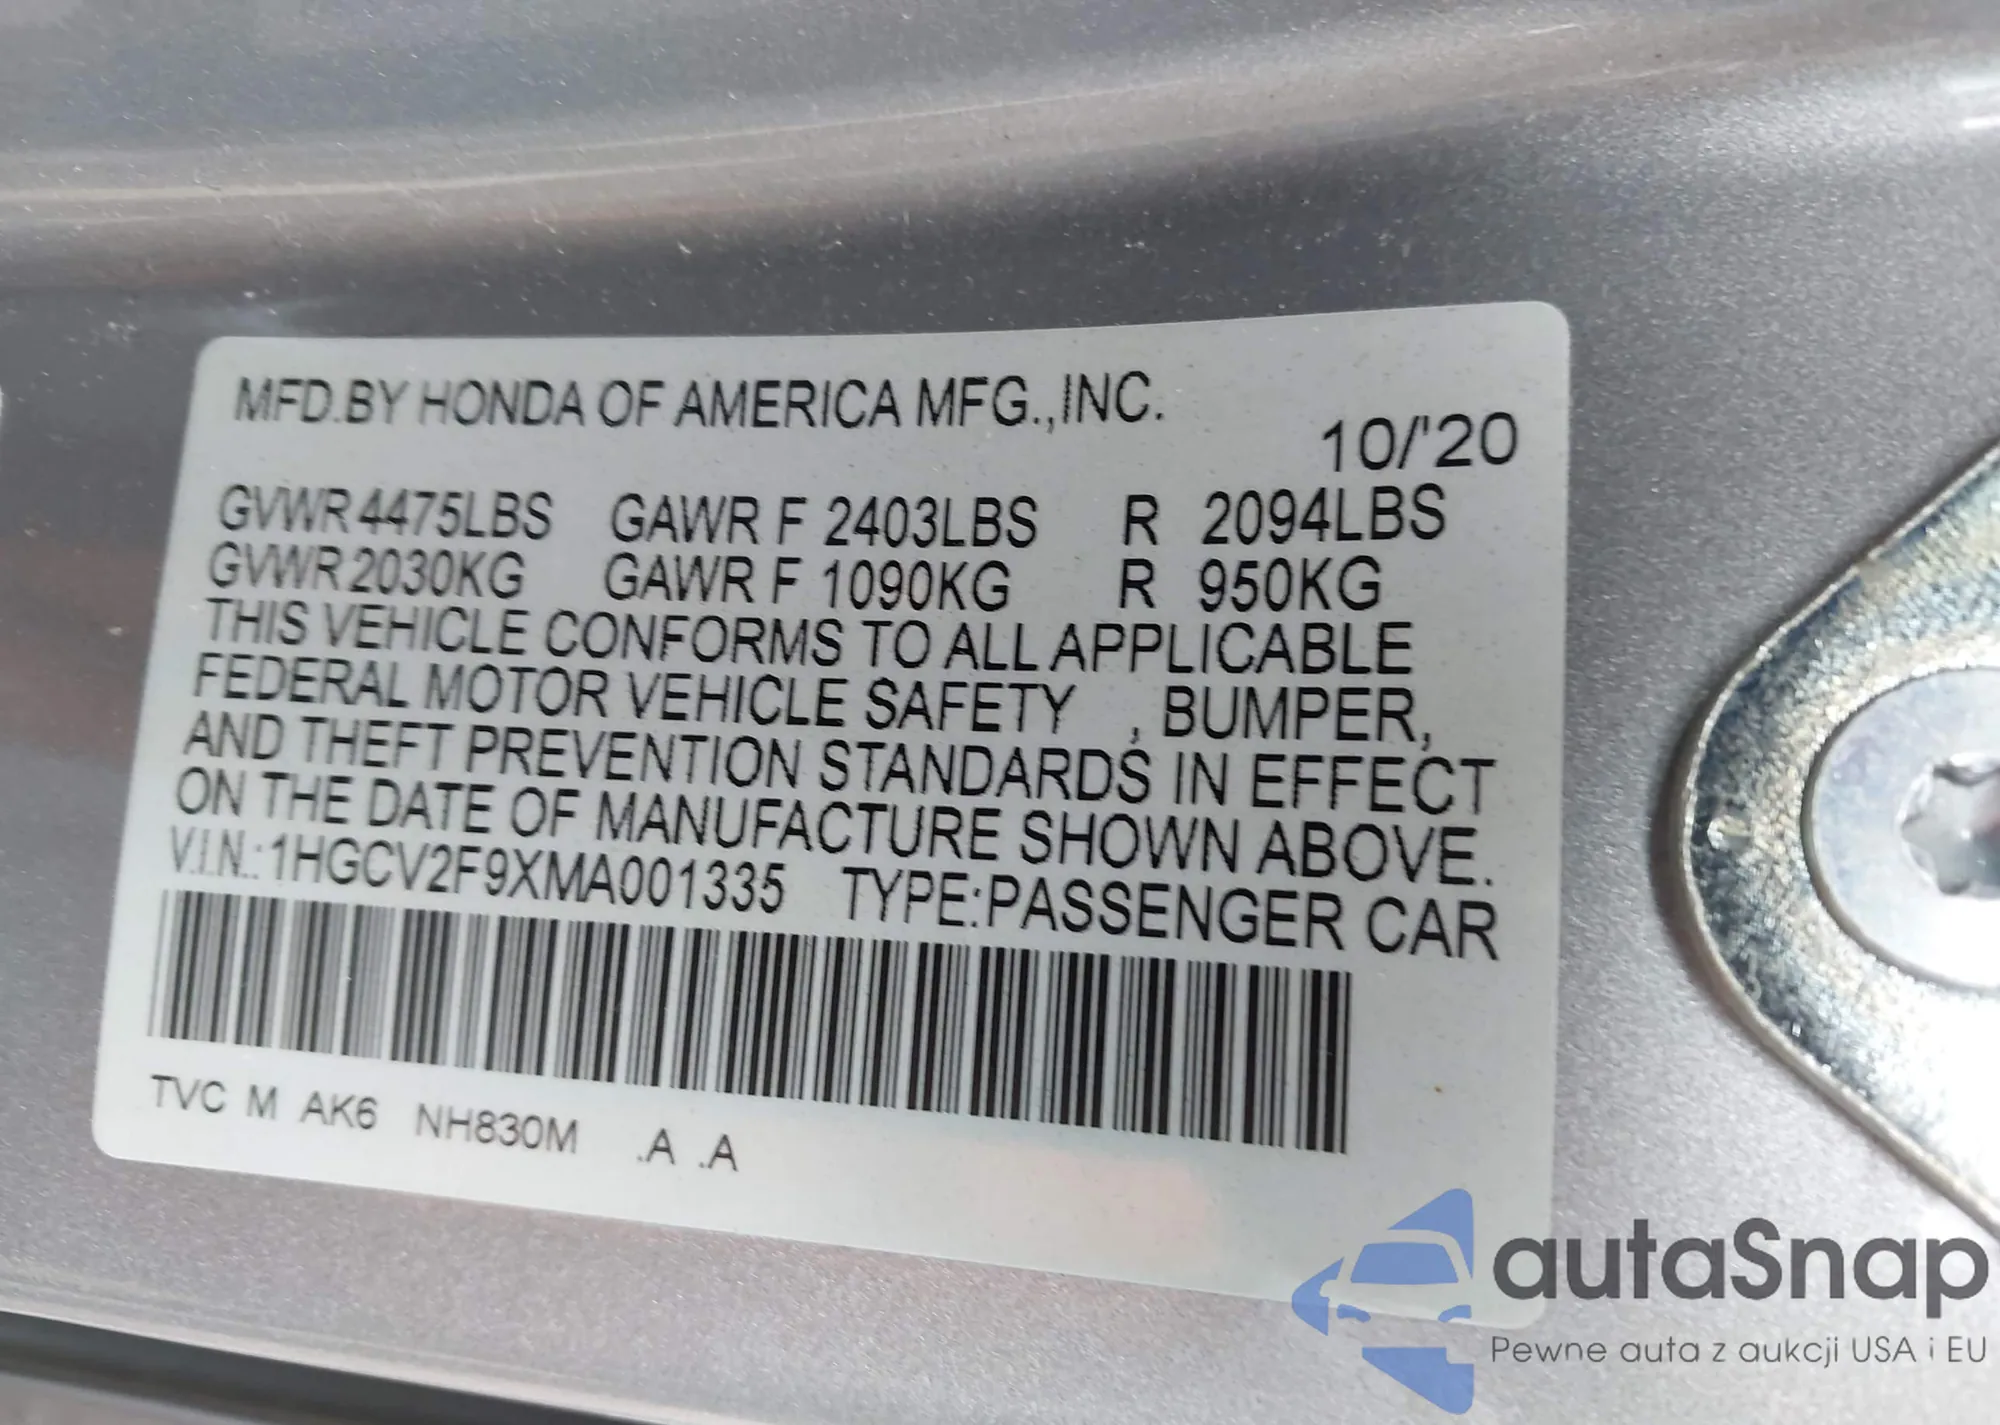 MFD.BY HONDA OF AMERICA MFG.,INC.
10/'20
GVWR 4475LBS GAWR F 2403LBS R 2094LBS
GVWR 2030KG GAWR F 1090KG R 950KG
THIS VEHICLE CONFORMS TO ALL APPLICABLE
FEDERAL MOTOR VEHICLE SAFETY , BUMPER,
AND THEFT PREVENTION STANDARDS IN EFFECT
ON THE DATE OF MANUFACTURE SHOWN ABOVE.
V.I.N.:1HGCV2F9XMA001335 TYPE:PASSENGER CAR
TVC M AK6 NH830M .A .A
autaSnap
Pewne auta z aukcji USA i EU